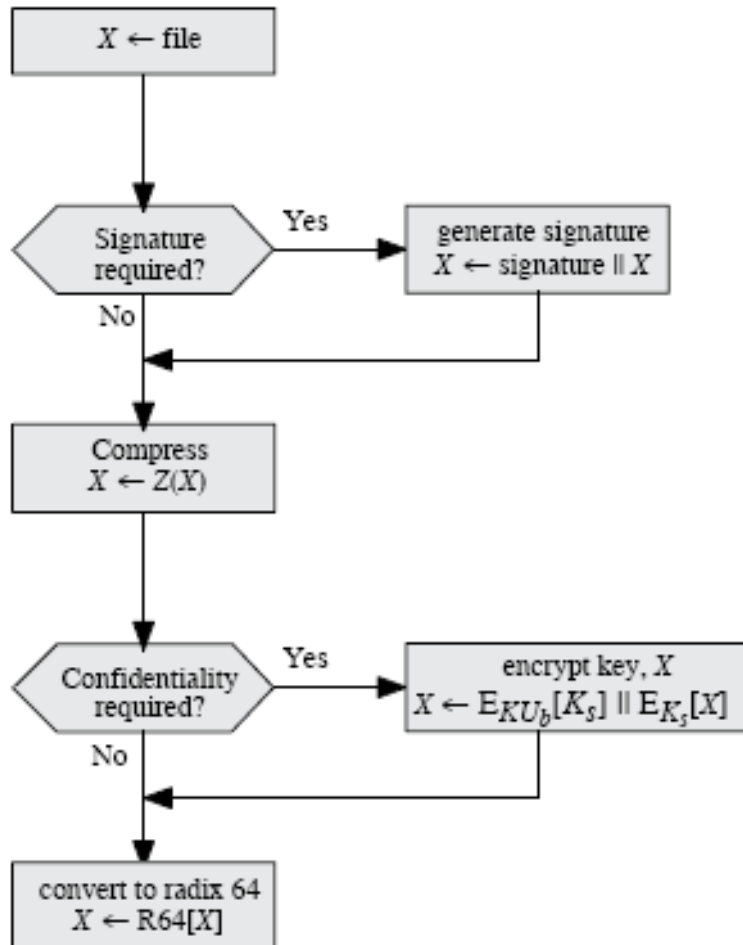 X ← file
Signature
required?
Yes
generate signature
X ← signature || X
No
Compress
X ← Z(X)
Confidentiality
required?
Yes
encrypt key, X
X ← E_{KU_b}[K_s] || E_{K_s}[X]
No
convert to radix 64
X ← R64[X]